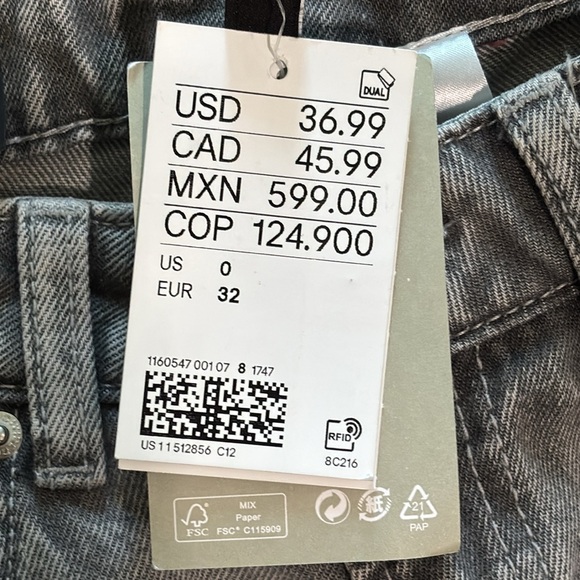 DUAL
USD 36.99
CAD 45.99
MXN 599.00
COP 124.900
US 0
EUR 32
1160547 001 07 8 1747
US 11 512856 C12
RFID
8C216
FSC
MIX
Paper
FSC® C115909
紙
21
PAP